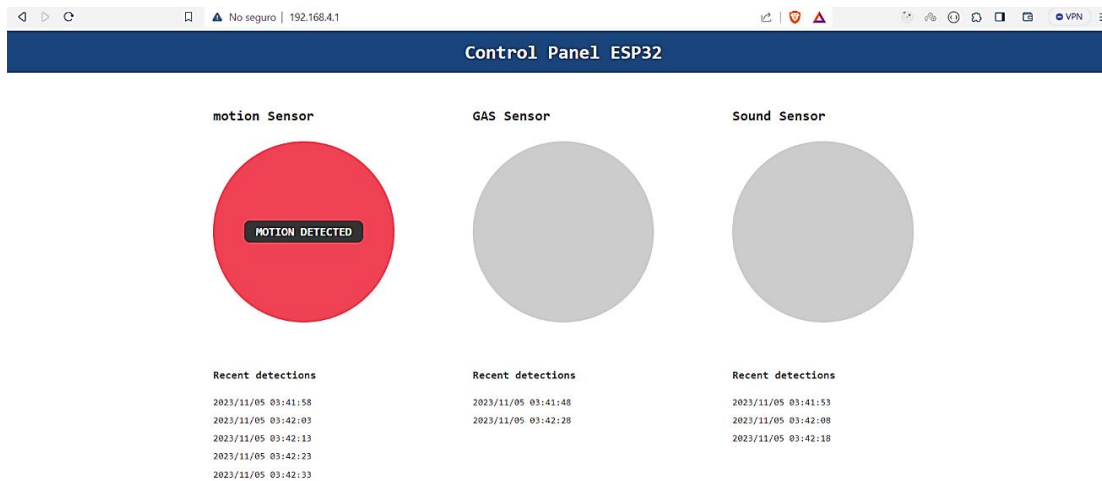 No seguro | 192.168.4.1
VPN
Control Panel ESP32
motion Sensor
GAS Sensor
Sound Sensor
MOTION DETECTED
Recent detections
2023/11/05 03:41:58
2023/11/05 03:42:03
2023/11/05 03:42:13
2023/11/05 03:42:23
2023/11/05 03:42:33
Recent detections
2023/11/05 03:41:48
2023/11/05 03:42:28
Recent detections
2023/11/05 03:41:53
2023/11/05 03:42:08
2023/11/05 03:42:18